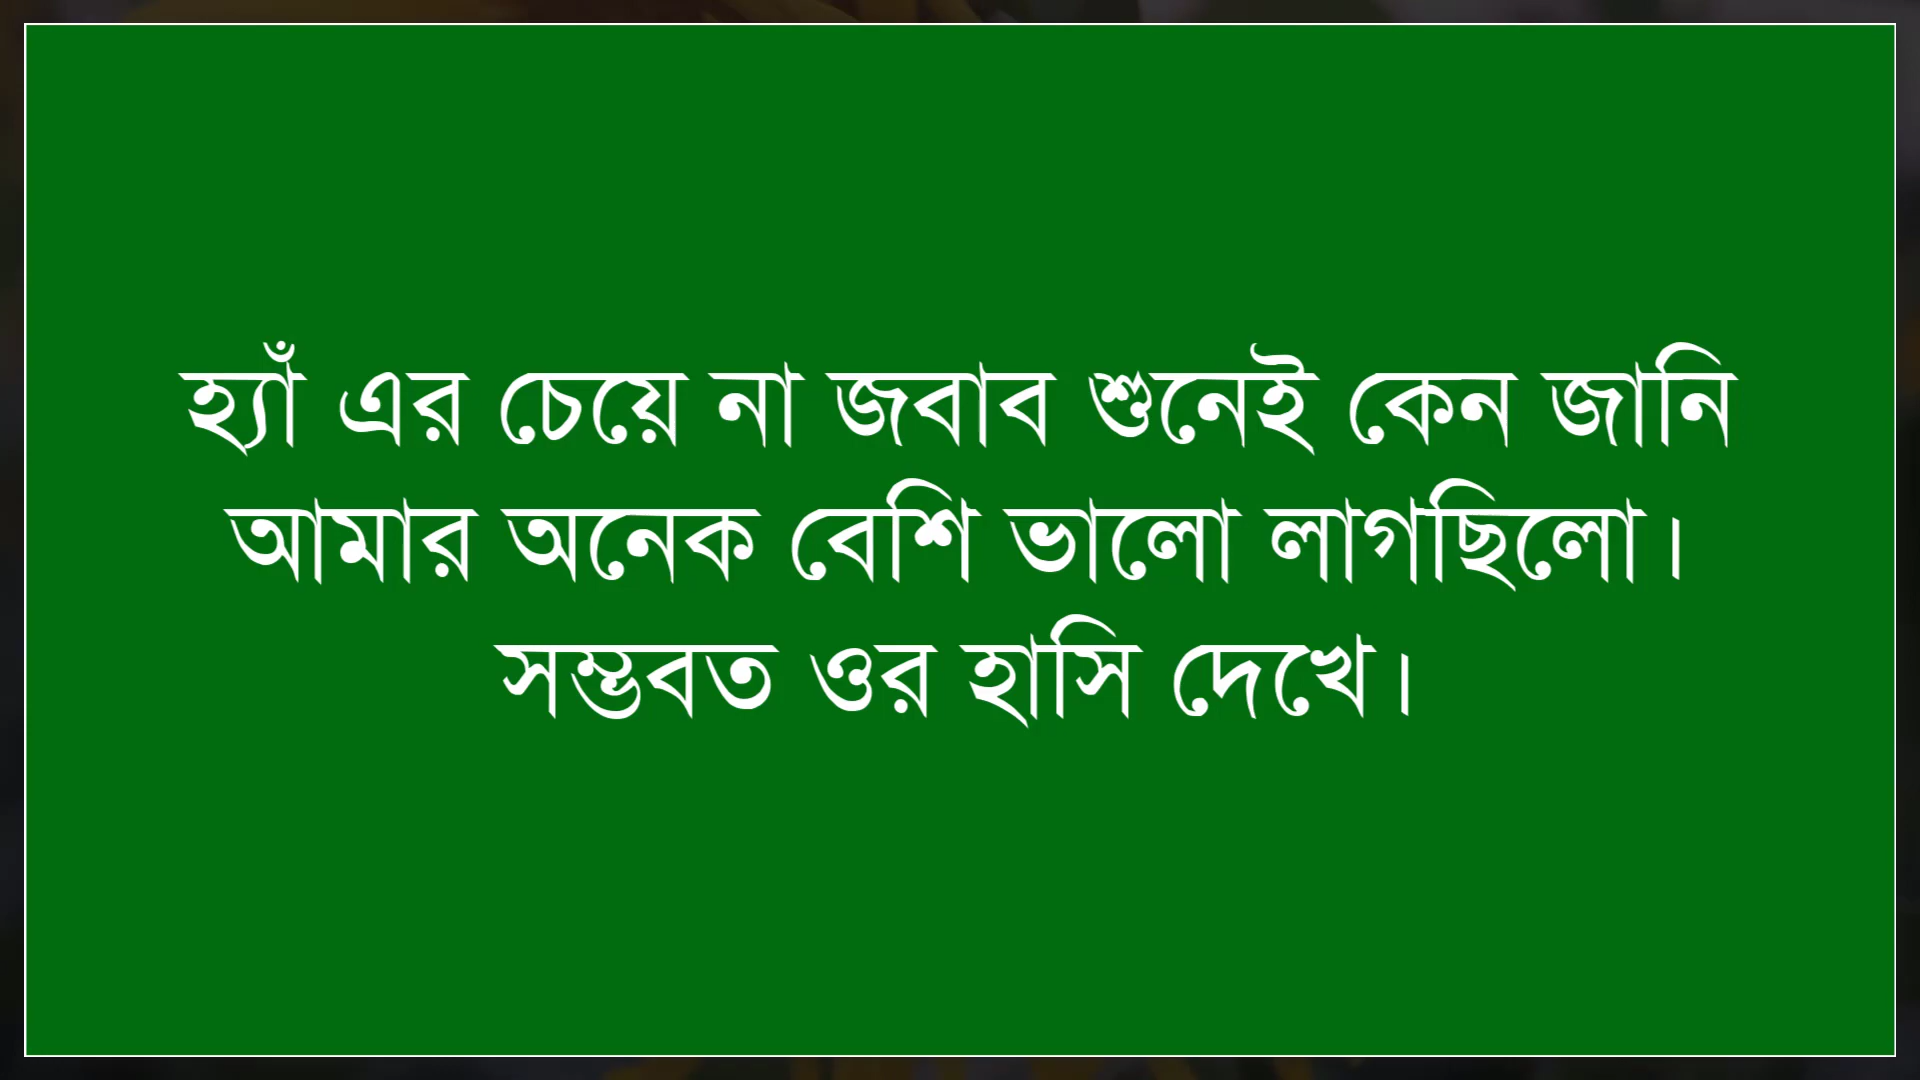 হ্যাঁ এর চেয়ে না জবাব শুনেই কেন জানি
আমার অনেক বেশি ভালো লাগছিলো।
সম্ভবত ওর হাসি দেখে।